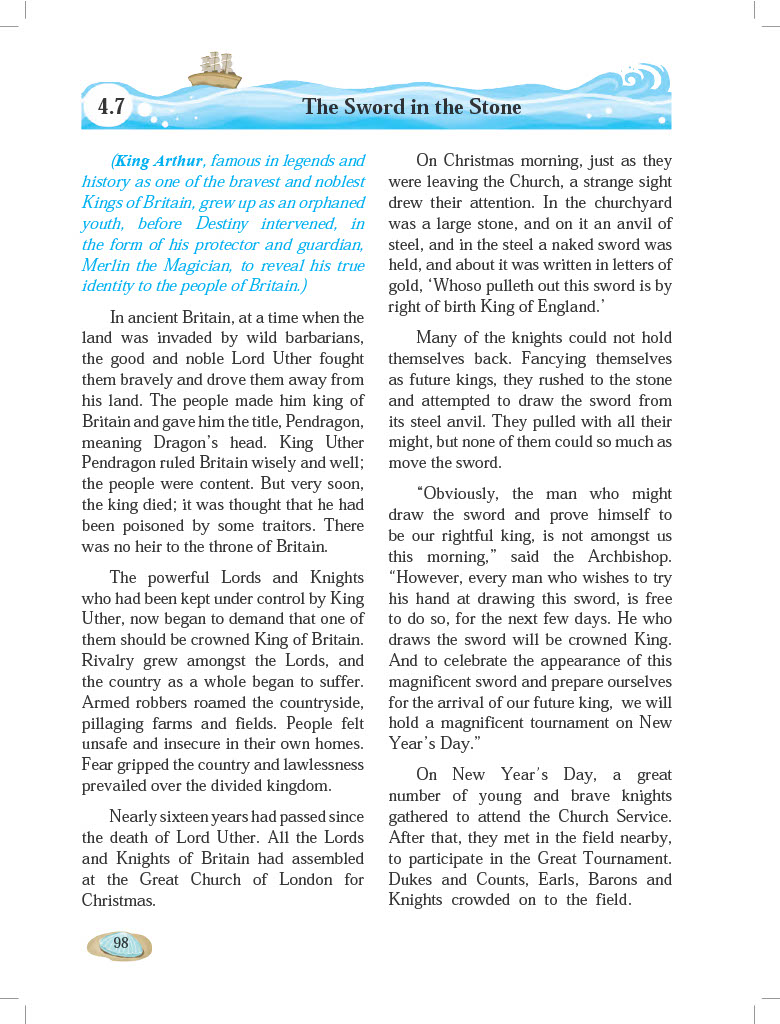 4.7
The Sword in the Stone
(King Arthur, famous in legends and
history as one of the bravest and noblest
Kings of Britain, grew up as an orphaned
youth, before Destiny intervened, in
the form of his protector and guardian,
Merlin the Magician, to reveal his true
identity to the people of Britain.)
In ancient Britain, at a time when the
land was invaded by wild barbarians,
the good and noble Lord Uther fought
them bravely and drove them away from
his land. The people made him king of
Britain and gave him the title, Pendragon,
meaning Dragon's head. King Uther
Pendragon ruled Britain wisely and well;
the people were content. But very soon,
the king died; it was thought that he had
been poisoned by some traitors. There
was no heir to the throne of Britain.
The powerful Lords and Knights
who had been kept under control by King
Uther, now began to demand that one of
them should be crowned King of Britain.
Rivalry grew amongst the Lords, and
the country as a whole began to suffer.
Armed robbers roamed the countryside,
pillaging farms and fields. People felt
unsafe and insecure in their own homes.
Fear gripped the country and lawlessness
prevailed over the divided kingdom.
Nearly sixteen years had passed since
the death of Lord Uther. All the Lords
and Knights of Britain had assembled
at the Great Church of London for
Christmas.
On Christmas morning, just as they
were leaving the Church, a strange sight
drew their attention. In the churchyard
was a large stone, and on it an anvil of
steel, and in the steel a naked sword was
held, and about it was written in letters of
gold, 'Whoso pulleth out this sword is by
right of birth King of England.'
Many of the knights could not hold
themselves back. Fancying themselves
as future kings, they rushed to the stone
and attempted to draw the sword from
its steel anvil. They pulled with all their
might, but none of them could so much as
move the sword.
"Obviously, the man who might
draw the sword and prove himself to
be our rightful king, is not amongst us
this morning," said the Archbishop.
"However, every man who wishes to try
his hand at drawing this sword, is free
to do so, for the next few days. He who
draws the sword will be crowned King.
And to celebrate the appearance of this
magnificent sword and prepare ourselves
for the arrival of our future king, we will
hold a magnificent tournament on New
Year's Day."
On New Year's Day, a great
number of young and brave knights
gathered to attend the Church Service.
After that, they met in the field nearby,
to participate in the Great Tournament.
Dukes and Counts, Earls, Barons and
Knights crowded on to the field.
98